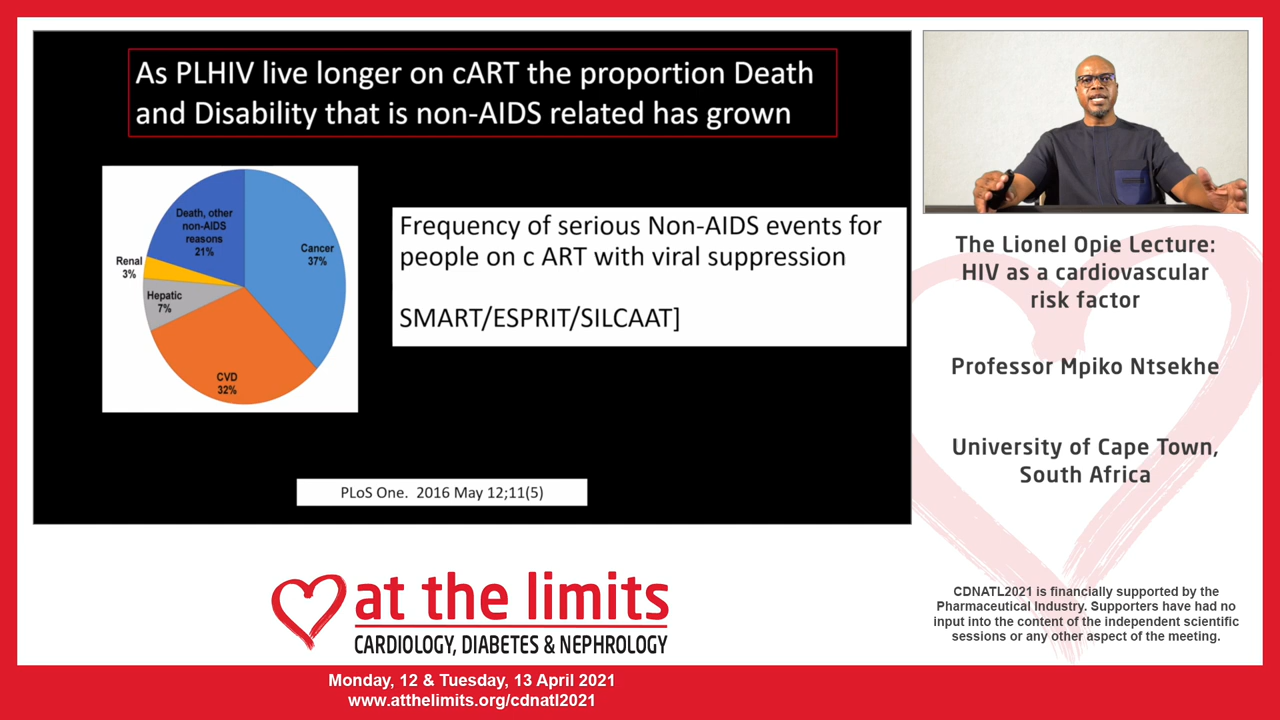 As PLHIV live longer on cART the proportion Death
and Disability that is non-AIDS related has grown
Death, other
non-AIDS
reasons
21%
Cancer
37%
Renal
3%
Hepatic
7%
CVD
32%
Frequency of serious Non-AIDS events for
people on c ART with viral suppression
SMART/ESPRIT/SILCAAT]
PLoS One. 2016 May 12;11(5)
The Lionel Opie Lecture:
HIV as a cardiovascular
risk factor
Professor Mpiko Ntsekhe
University of Cape Town,
South Africa
CDNATL2021 is financially supported by the
Pharmaceutical Industry. Supporters have had no
input into the content of the independent scientific
sessions or any other aspect of the meeting.
at the limits
CARDIOLOGY, DIABETES & NEPHROLOGY
Monday, 12 & Tuesday, 13 April 2021
www.atthelimits.org/cdnatl2021